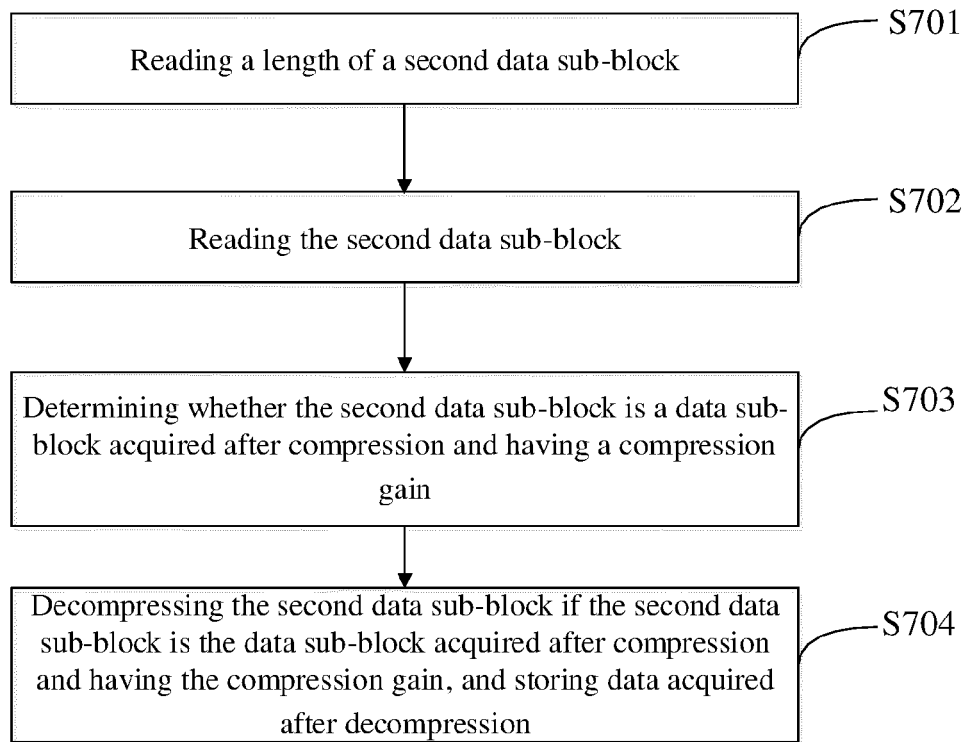 S701
Reading a length of a second data sub-block
S702
Reading the second data sub-block
S703
Determining whether the second data sub-block is a data sub-
block acquired after compression and having a compression
gain
S704
Decompressing the second data sub-block if the second data
sub-block is the data sub-block acquired after compression
and having the compression gain, and storing data acquired
after decompression